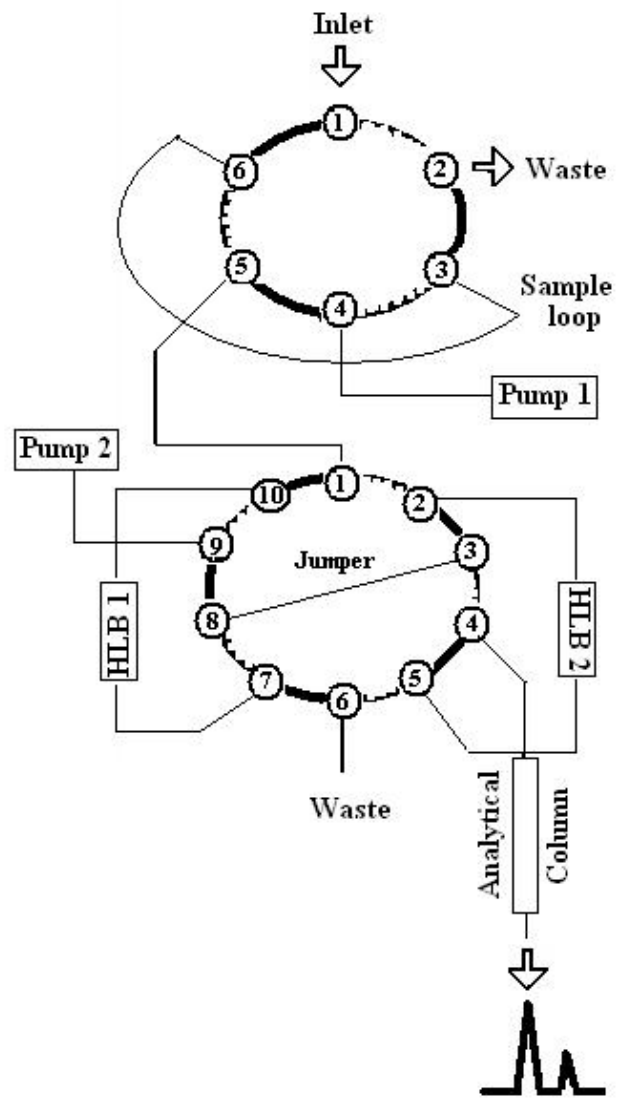 Inlet
1
6
2
Waste
5
3
4
Sample
loop
Pump 1
Pump 2
1
10
2
9
3
Jumper
HLB 1
8
4
HLB 2
7
5
6
Waste
Analytical
Column